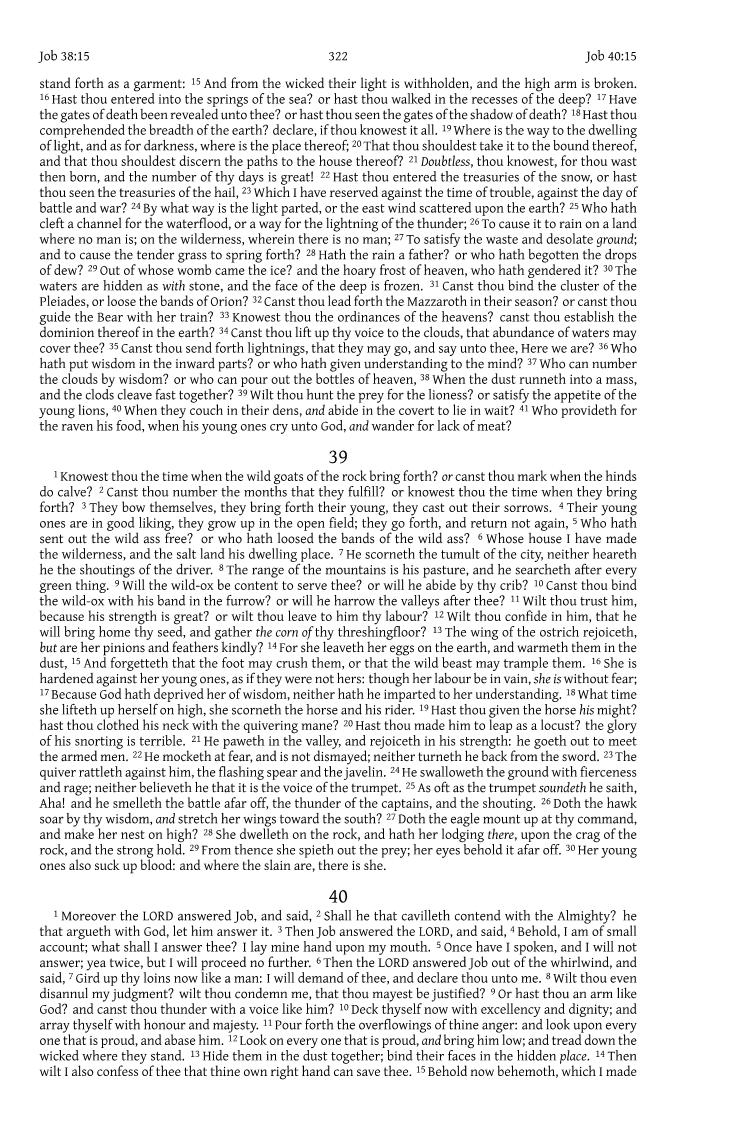 Job 38:15 322 Job 40:15
stand forth as a garment: 15 And from the wicked their light is withholden, and the high arm is broken.
16 Hast thou entered into the springs of the sea? or hast thou walked in the recesses of the deep? 17 Have
the gates of death been revealed unto thee? or hast thou seen the gates of the shadow of death? 18 Hast thou
comprehended the breadth of the earth? declare, if thou knowest it all. 19 Where is the way to the dwelling
of light, and as for darkness, where is the place thereof; 20 That thou shouldest take it to the bound thereof,
and that thou shouldest discern the paths to the house thereof? 21 Doubtless, thou knowest, for thou wast
then born, and the number of thy days is great! 22 Hast thou entered the treasuries of the snow, or hast
thou seen the treasuries of the hail, 23 Which I have reserved against the time of trouble, against the day of
battle and war? 24 By what way is the light parted, or the east wind scattered upon the earth? 25 Who hath
cleft a channel for the waterflood, or a way for the lightning of the thunder; 26 To cause it to rain on a land
where no man is; on the wilderness, wherein there is no man; 27 To satisfy the waste and desolate ground;
and to cause the tender grass to spring forth? 28 Hath the rain a father? or who hath begotten the drops
of dew? 29 Out of whose womb came the ice? and the hoary frost of heaven, who hath gendered it? 30 The
waters are hidden as with stone, and the face of the deep is frozen. 31 Canst thou bind the cluster of the
Pleiades, or loose the bands of Orion? 32 Canst thou lead forth the Mazzaroth in their season? or canst thou
guide the Bear with her train? 33 Knowest thou the ordinances of the heavens? canst thou establish the
dominion thereof in the earth? 34 Canst thou lift up thy voice to the clouds, that abundance of waters may
cover thee? 35 Canst thou send forth lightnings, that they may go, and say unto thee, Here we are? 36 Who
hath put wisdom in the inward parts? or who hath given understanding to the mind? 37 Who can number
the clouds by wisdom? or who can pour out the bottles of heaven, 38 When the dust runneth into a mass,
and the clods cleave fast together? 39 Wilt thou hunt the prey for the lioness? or satisfy the appetite of the
young lions, 40 When they couch in their dens, and abide in the covert to lie in wait? 41 Who provideth for
the raven his food, when his young ones cry unto God, and wander for lack of meat?
39
1 Knowest thou the time when the wild goats of the rock bring forth? or canst thou mark when the hinds
do calve? 2 Canst thou number the months that they fulfill? or knowest thou the time when they bring
forth? 3 They bow themselves, they bring forth their young, they cast out their sorrows. 4 Their young
ones are in good liking, they grow up in the open field; they go forth, and return not again, 5 Who hath
sent out the wild ass free? or who hath loosed the bands of the wild ass? 6 Whose house I have made
the wilderness, and the salt land his dwelling place. 7 He scorneth the tumult of the city, neither heareth
he the shoutings of the driver. 8 The range of the mountains is his pasture, and he searcheth after every
green thing. 9 Will the wild-ox be content to serve thee? or will he abide by thy crib? 10 Canst thou bind
the wild-ox with his band in the furrow? or will he harrow the valleys after thee? 11 Wilt thou trust him,
because his strength is great? or wilt thou leave to him thy labour? 12 Wilt thou confide in him, that he
will bring home thy seed, and gather the corn of thy threshingfloor? 13 The wing of the ostrich rejoiceth,
but are her pinions and feathers kindly? 14 For she leaveth her eggs on the earth, and warmeth them in the
dust, 15 And forgetteth that the foot may crush them, or that the wild beast may trample them. 16 She is
hardened against her young ones, as if they were not hers: though her labour be in vain, she is without fear;
17 Because God hath deprived her of wisdom, neither hath he imparted to her understanding. 18 What time
she lifteth up herself on high, she scorneth the horse and his rider. 19 Hast thou given the horse his might?
hast thou clothed his neck with the quivering mane? 20 Hast thou made him to leap as a locust? the glory
of his snorting is terrible. 21 He paweth in the valley, and rejoiceth in his strength: he goeth out to meet
the armed men. 22 He mocketh at fear, and is not dismayed; neither turneth he back from the sword. 23 The
quiver rattleth against him, the flashing spear and the javelin. 24 He swalloweth the ground with fierceness
and rage; neither believeth he that it is the voice of the trumpet. 25 As oft as the trumpet soundeth he saith,
Aha! and he smelleth the battle afar off, the thunder of the captains, and the shouting. 26 Doth the hawk
soar by thy wisdom, and stretch her wings toward the south? 27 Doth the eagle mount up at thy command,
and make her nest on high? 28 She dwelleth on the rock, and hath her lodging there, upon the crag of the
rock, and the strong hold. 29 From thence she spieth out the prey; her eyes behold it afar off. 30 Her young
ones also suck up blood: and where the slain are, there is she.
40
1 Moreover the LORD answered Job, and said, 2 Shall he that cavilleth contend with the Almighty? he
that argueth with God, let him answer it. 3 Then Job answered the LORD, and said, 4 Behold, I am of small
account; what shall I answer thee? I lay mine hand upon my mouth. 5 Once have I spoken, and I will not
answer; yea twice, but I will proceed no further. 6 Then the LORD answered Job out of the whirlwind, and
said, 7 Gird up thy loins now like a man: I will demand of thee, and declare thou unto me. 8 Wilt thou even
disannul my judgment? wilt thou condemn me, that thou mayest be justified? 9 Or hast thou an arm like
God? and canst thou thunder with a voice like him? 10 Deck thyself now with excellency and dignity; and
array thyself with honour and majesty. 11 Pour forth the overflowings of thine anger: and look upon every
one that is proud, and abase him. 12 Look on every one that is proud, and bring him low; and tread down the
wicked where they stand. 13 Hide them in the dust together; bind their faces in the hidden place. 14 Then
wilt I also confess of thee that thine own right hand can save thee. 15 Behold now behemoth, which I made